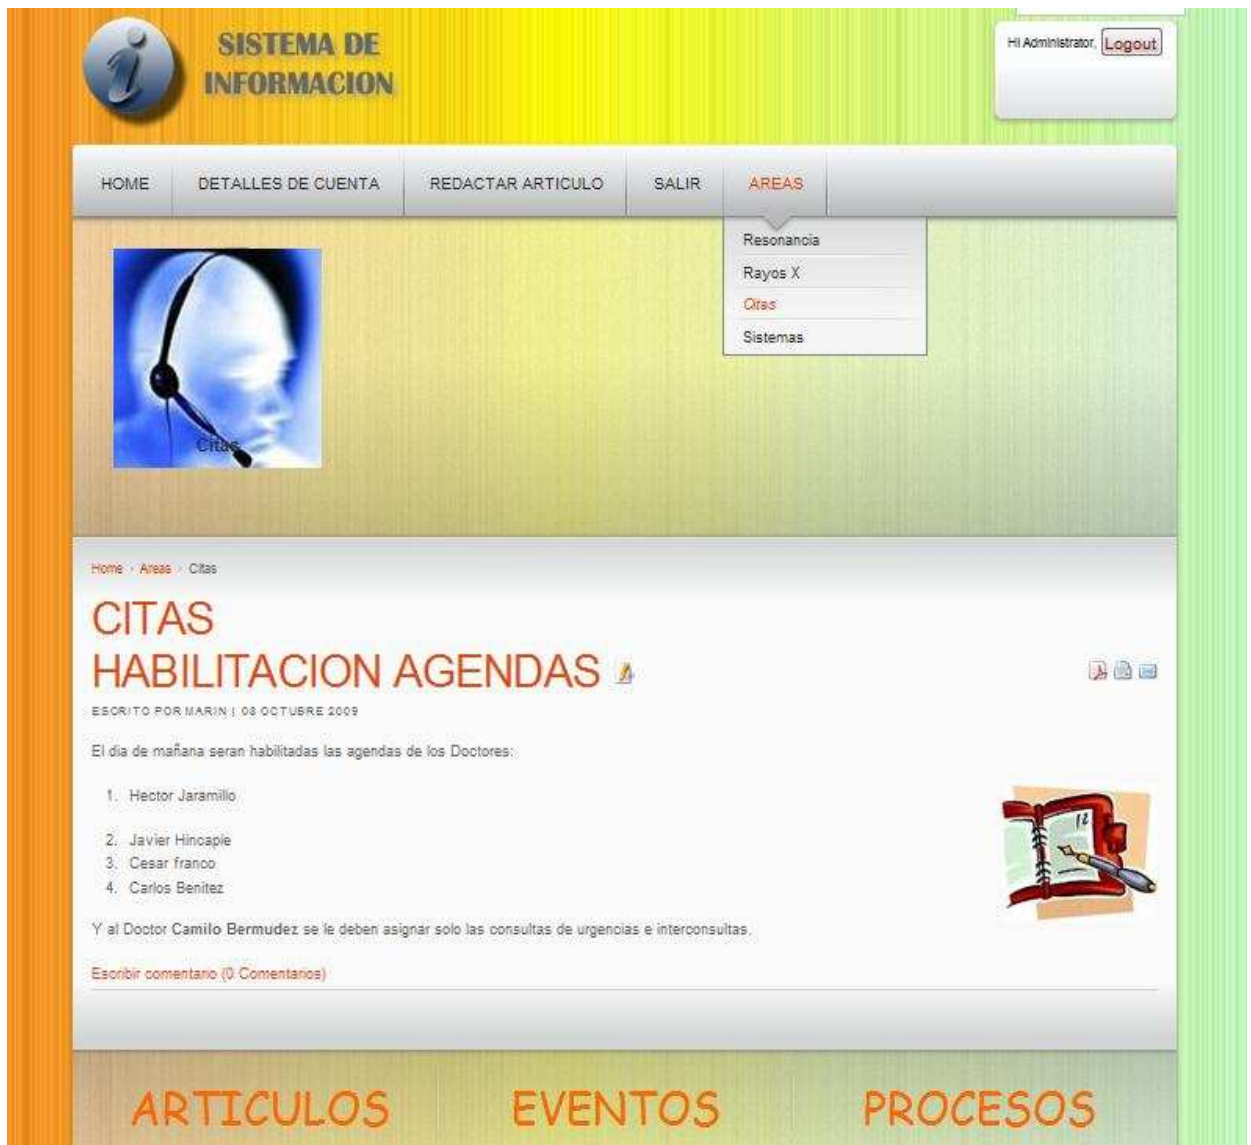 SISTEMA DE
INFORMACION
Hi Administrator, Logout
HOME DETALLES DE CUENTA REDACTAR ARTICULO SALIR AREAS
Resonancia
Rayos X
Citas
Sistemas
Citas
Home Areas Citas
CITAS
HABILITACION AGENDAS
ESCRITO POR MARIN | 08 OCTUBRE 2009
El dia de mañana seran habilitadas las agendas de los Doctores:
1. Hector Jaramillo
2. Javier Hincapie
3. Cesar franco
4. Carlos Benitez
12
Y al Doctor Camilo Bermudez se le deben asignar solo las consultas de urgencias e interconsultas.
Escribir comentario (0 Comentarios)
ARTICULOS EVENTOS PROCESOS